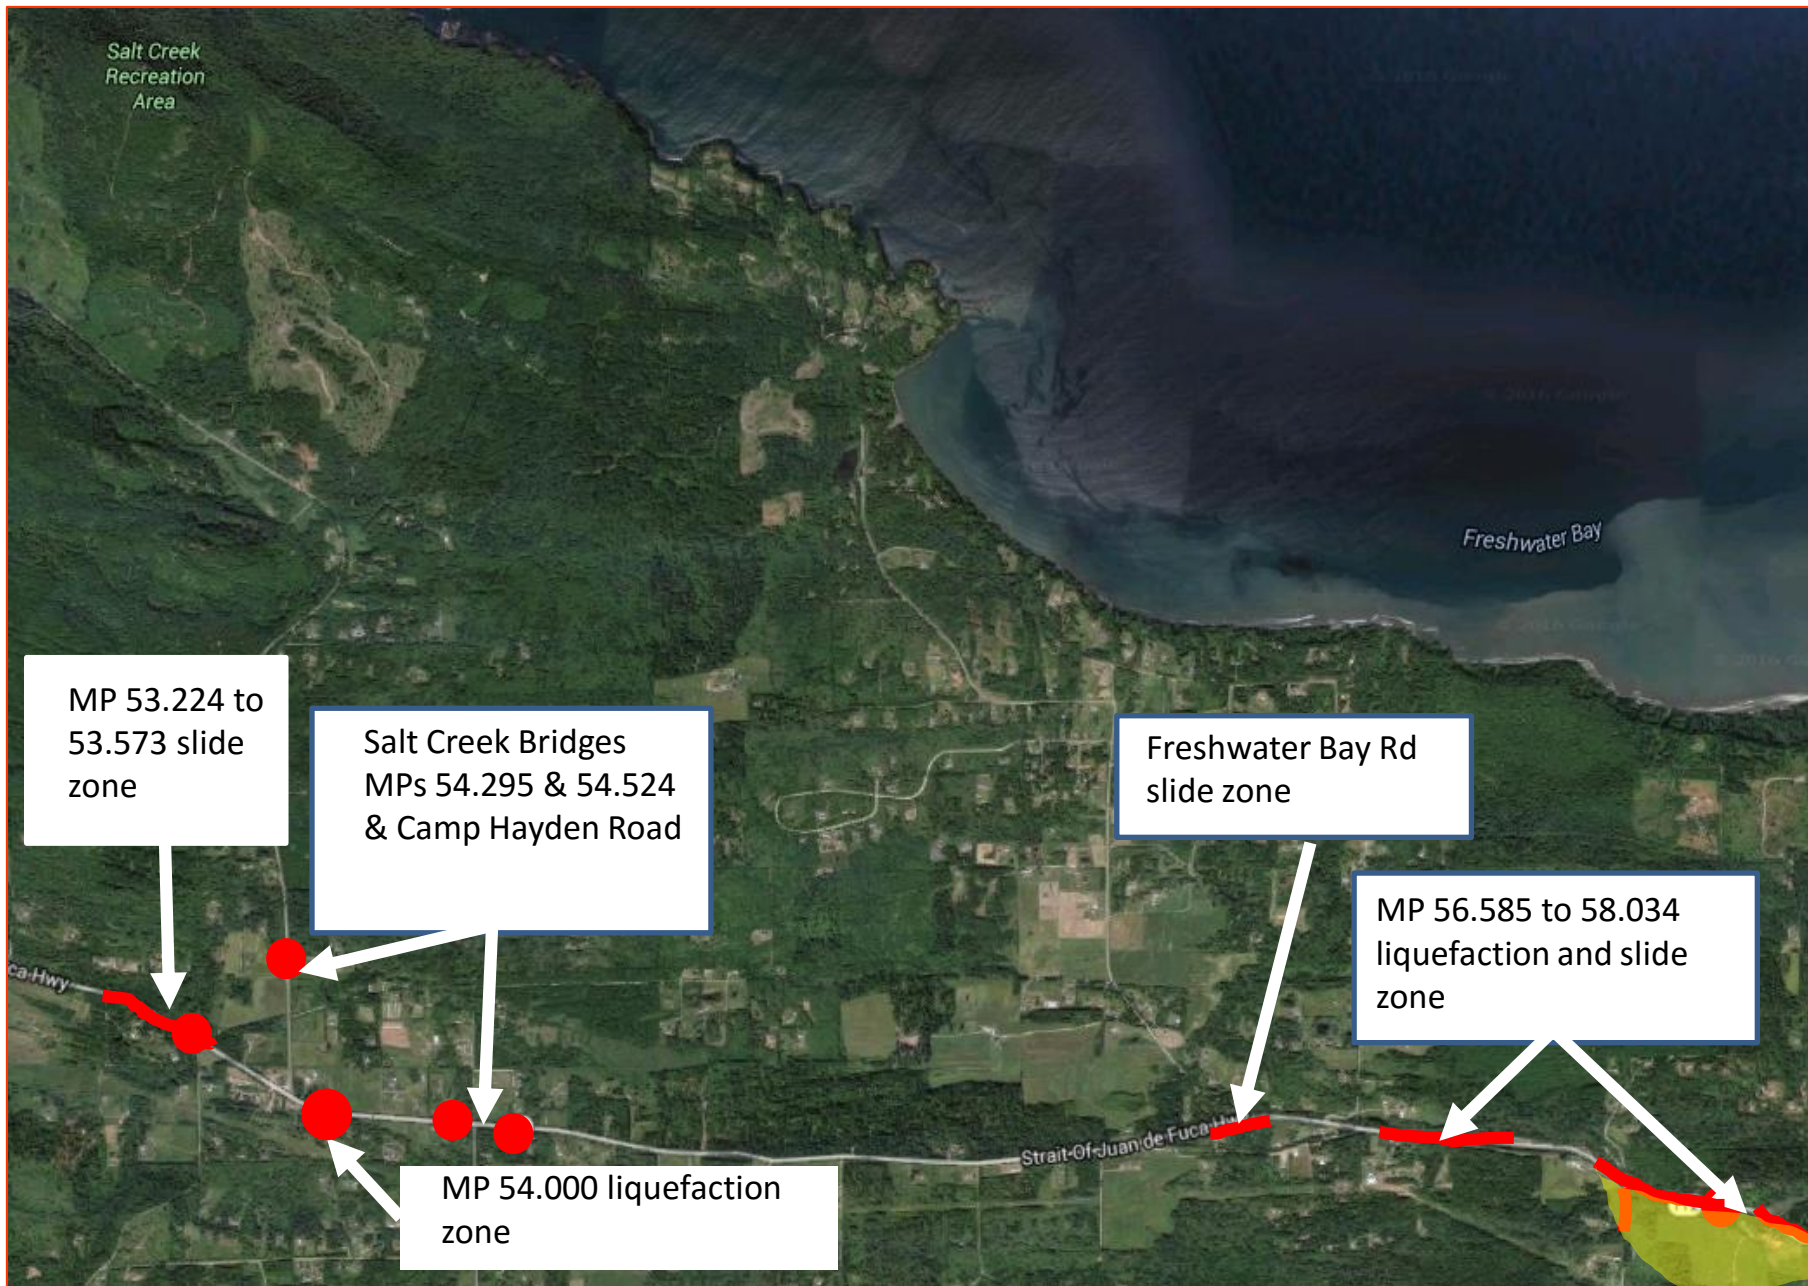 Salt Creek
Recreation
Area
Freshwater Bay
MP 53.224 to
53.573 slide
zone
Salt Creek Bridges
MPs 54.295 & 54.524
& Camp Hayden Road
Freshwater Bay Rd
slide zone
MP 56.585 to 58.034
liquefaction and slide
zone
ca-Hwy
Strait-Of-Juan de Fuca-Hw
MP 54.000 liquefaction
zone